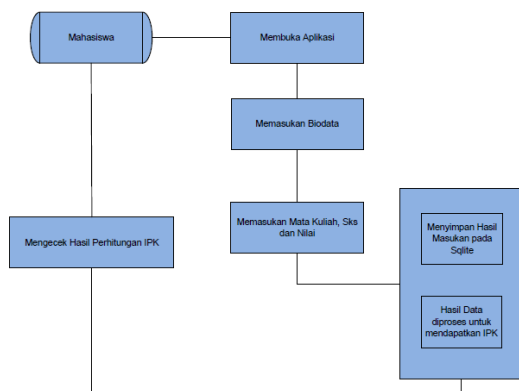 Mahasiswa
Membuka Aplikasi
Memasukan Biodata
Memasukan Mata Kuliah, Sks
dan Nilai
Mengecek Hasil Perhitungan IPK
Menyimpan Hasil
Masukan pada
Sqlite
Hasil Data
diproses untuk
mendapatkan IPK